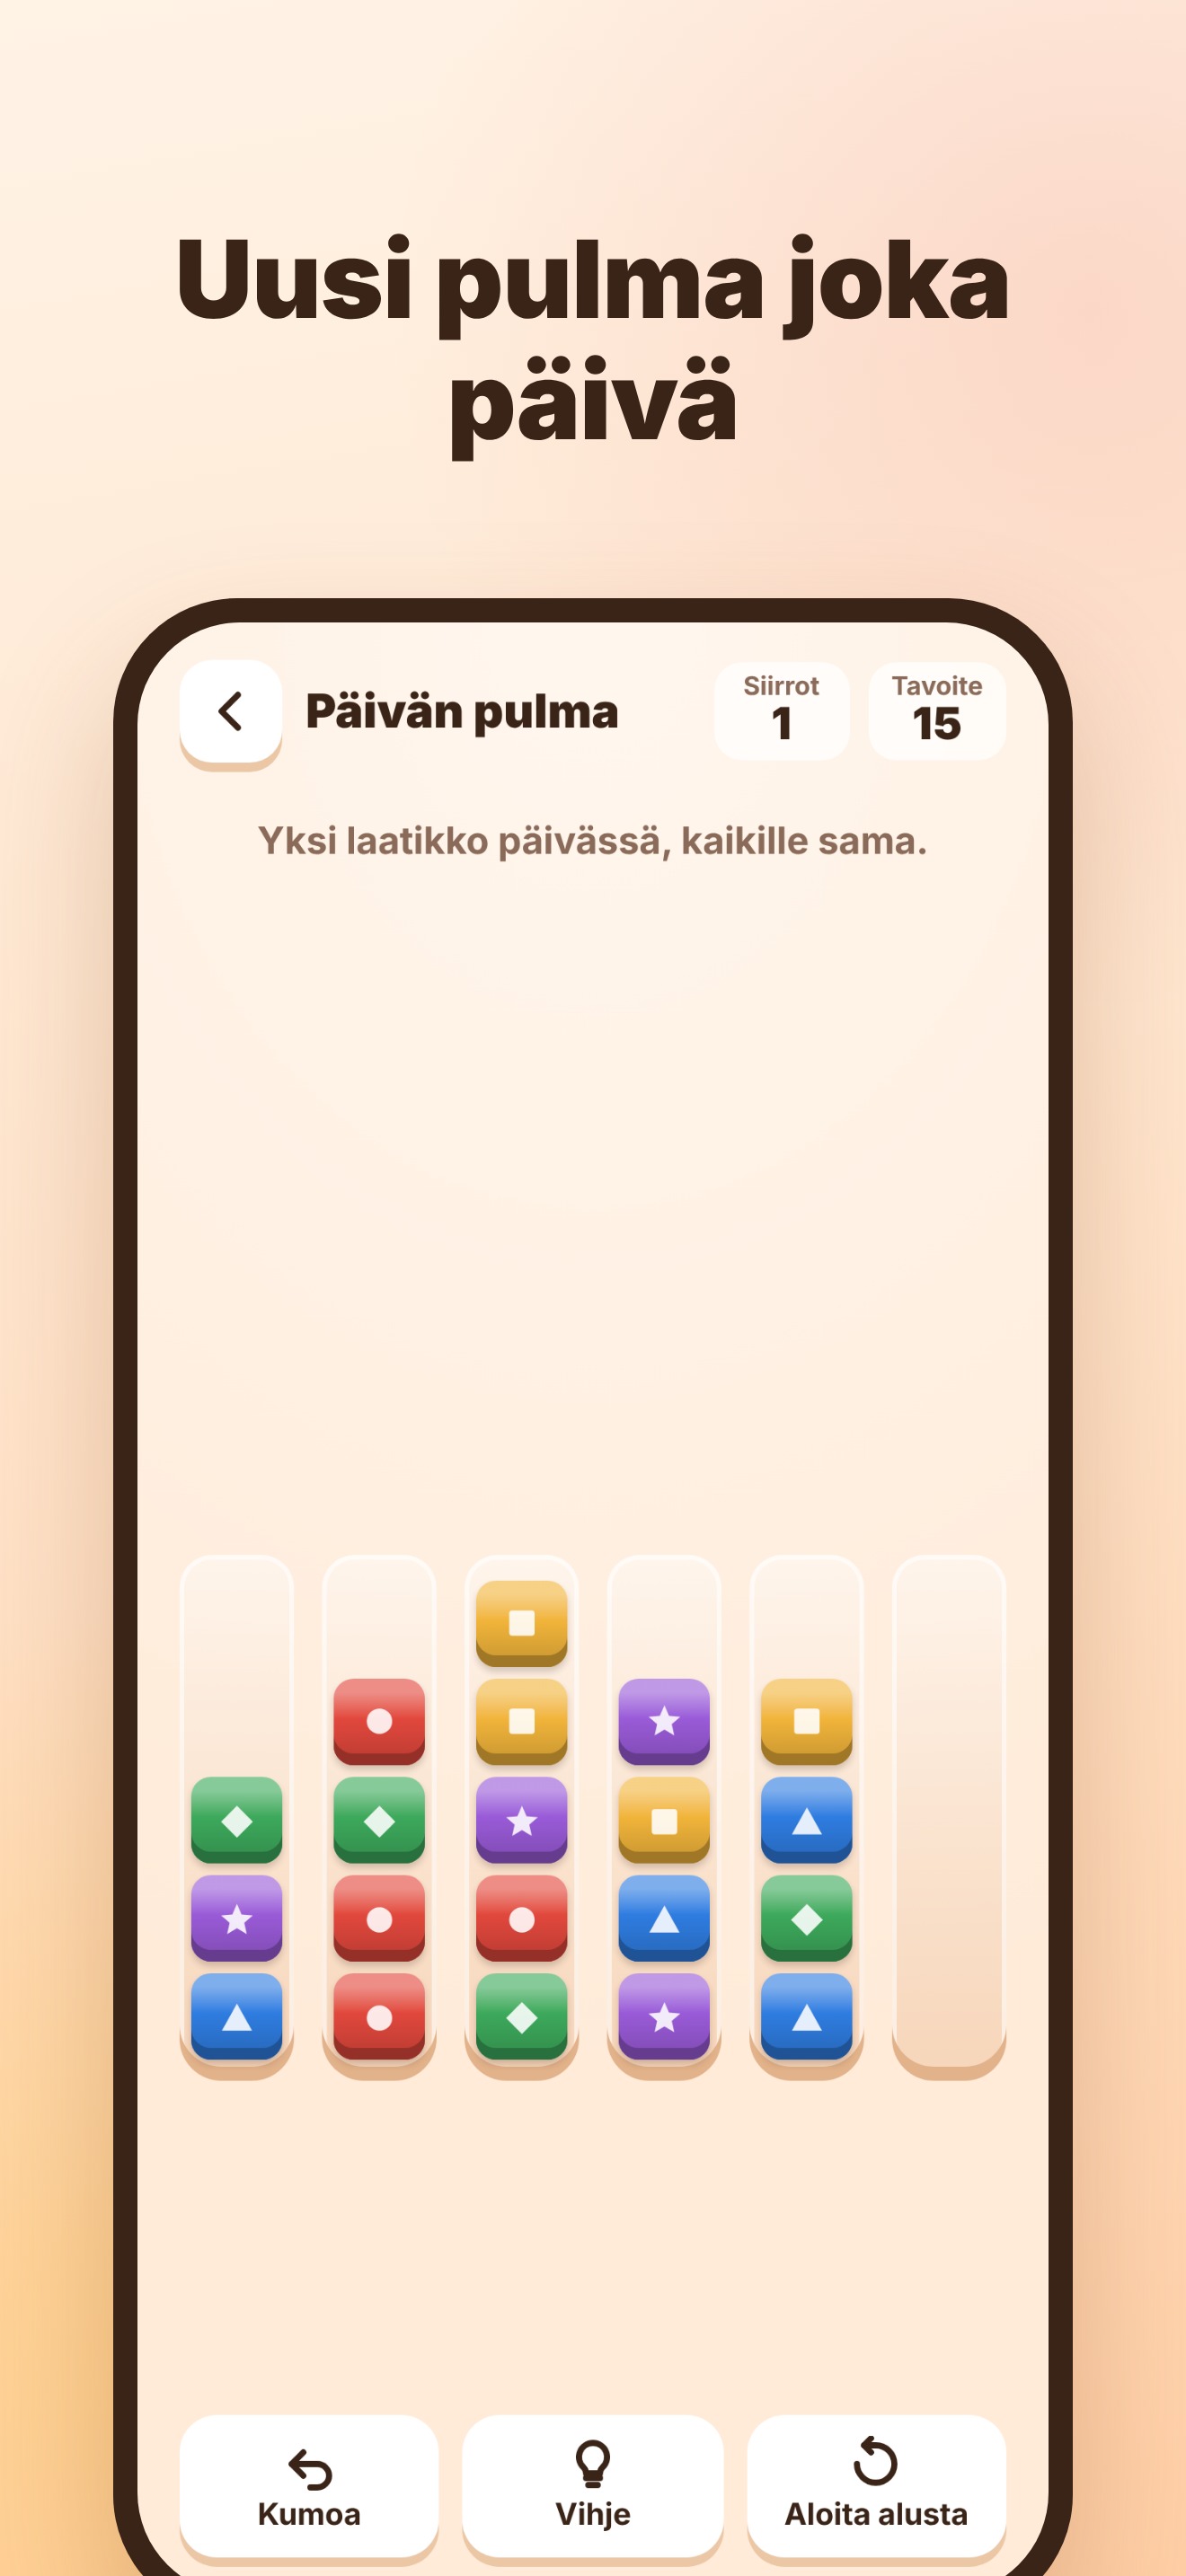 Uusi pulma joka
päivä
Päivän pulma
Siirrot
1
Tavoite
15
Yksi laatikko päivässä, kaikille sama.
Kumoa
Vihje
Aloita alusta